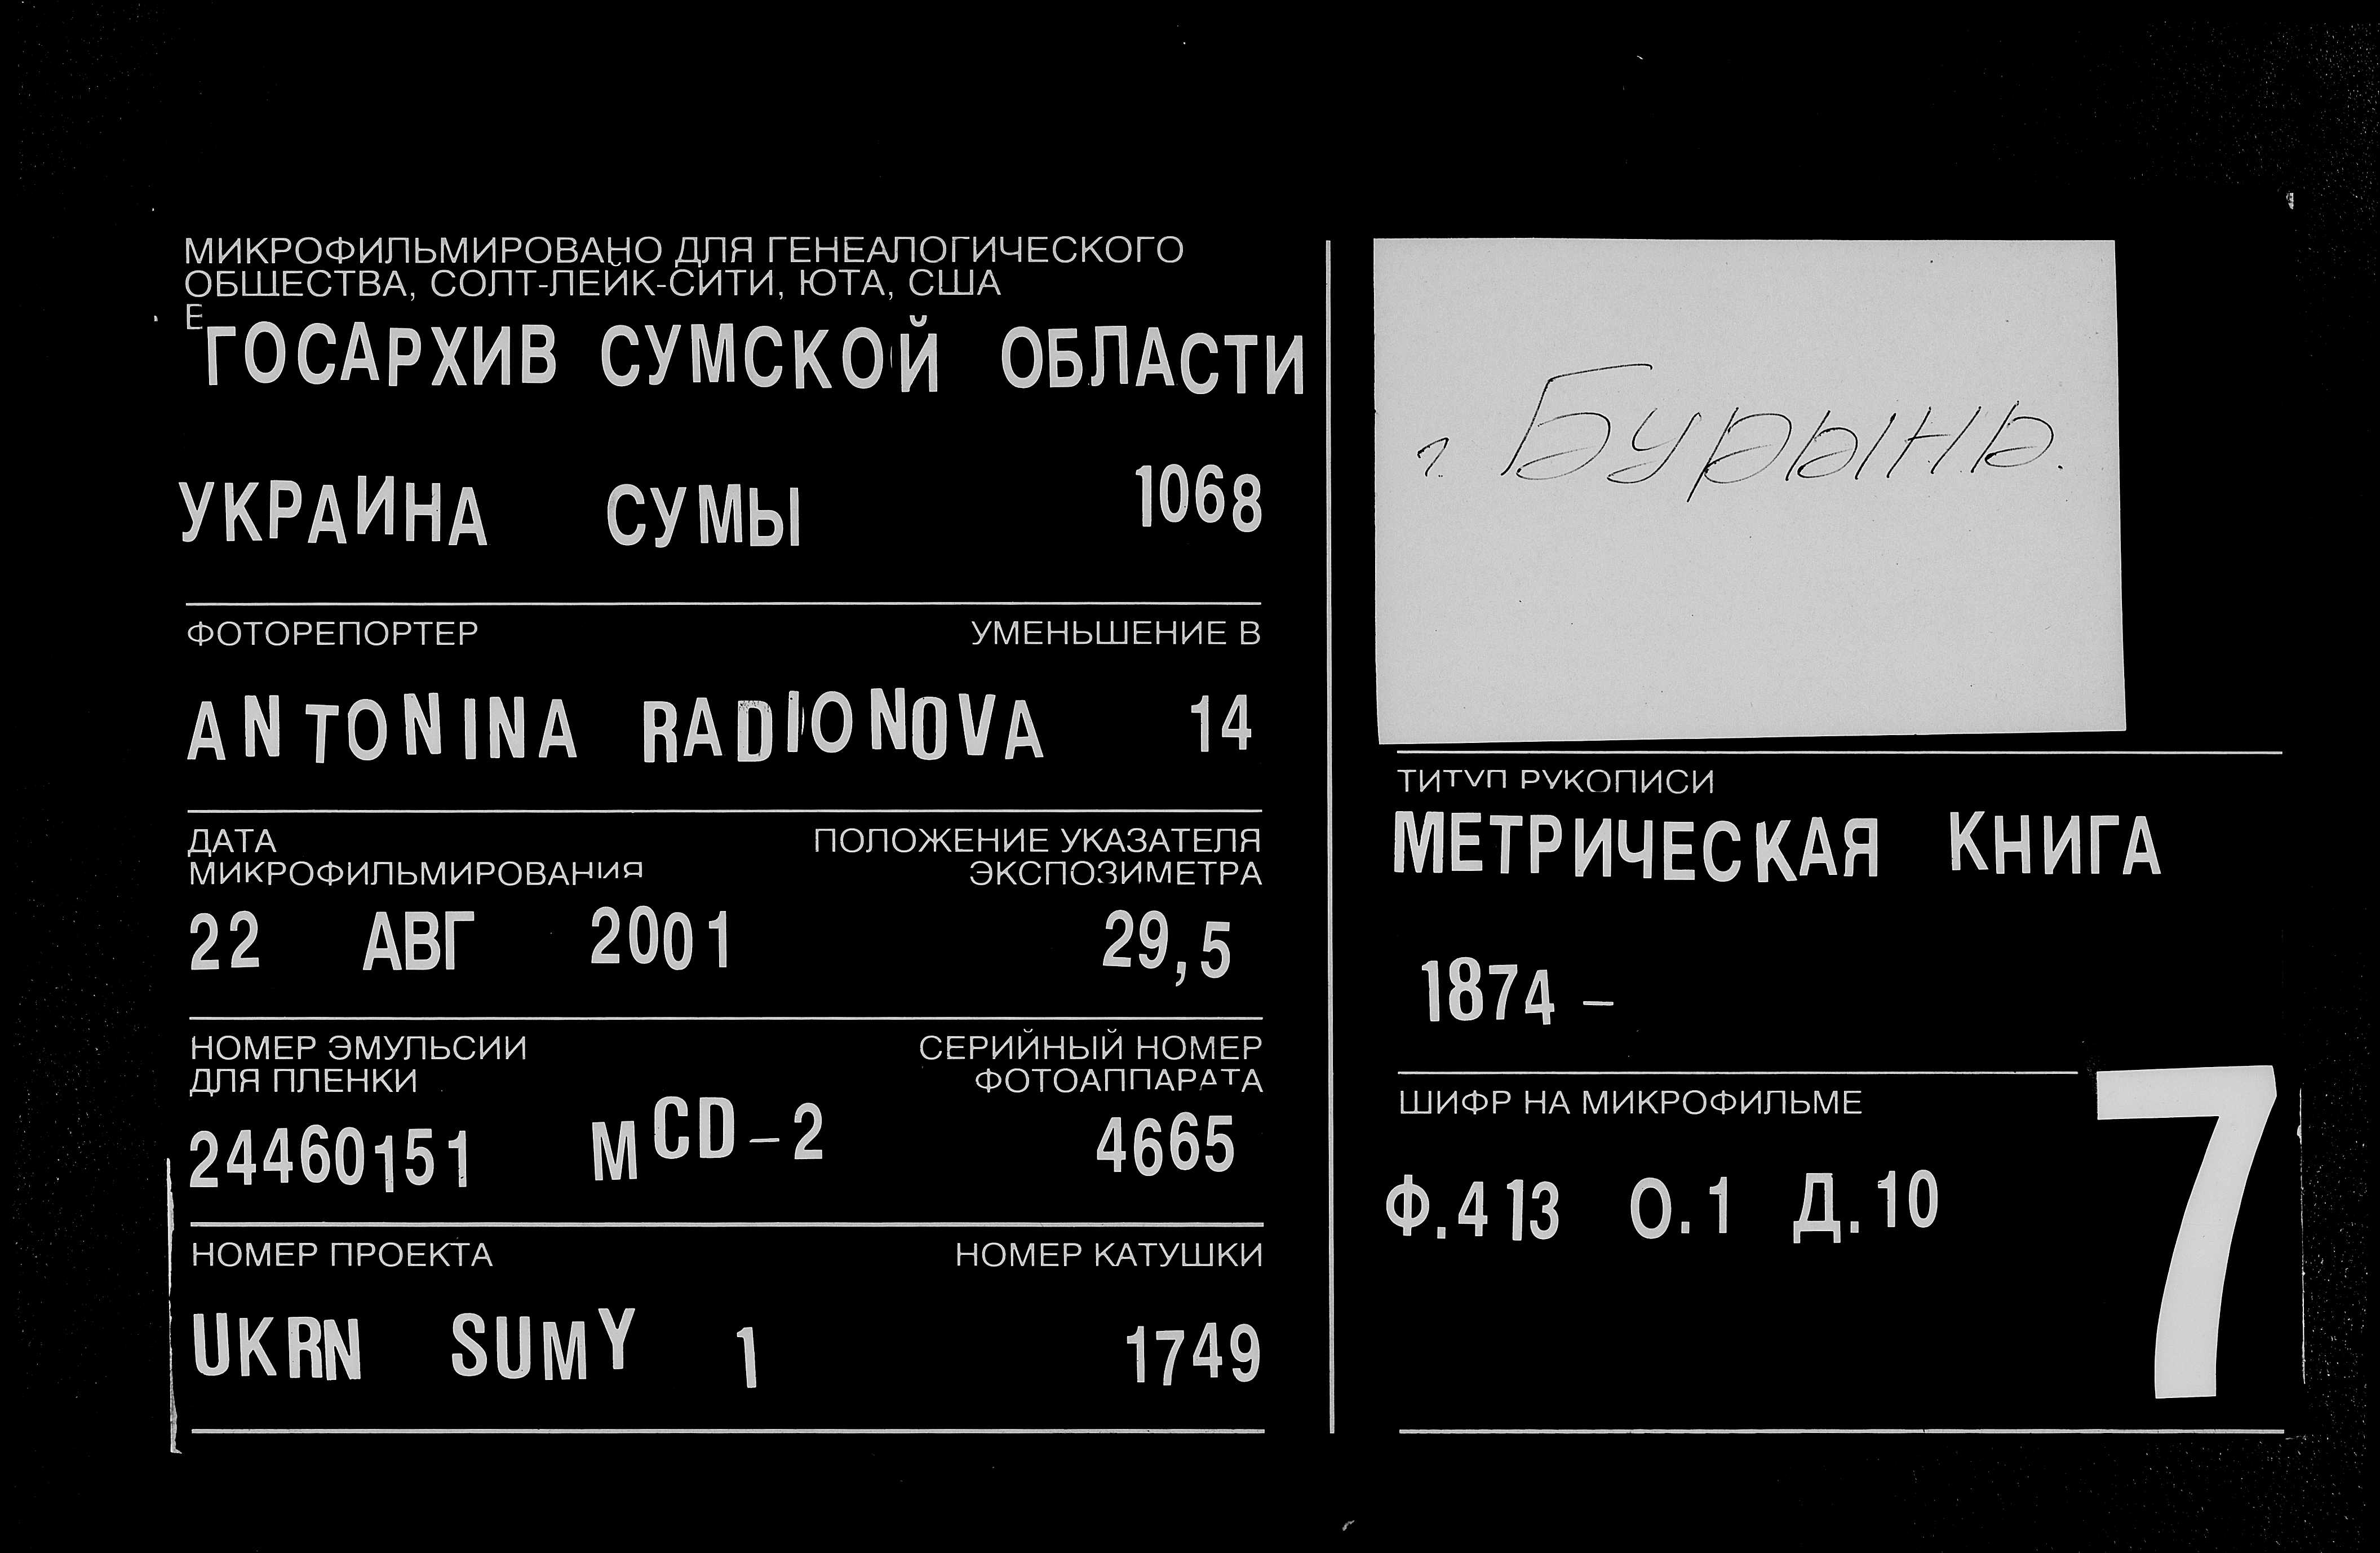 МИКРОФИЛЬМИРОВАНО ДЛЯ ГЕНЕАЛОГИЧЕСКОГО
ОБЩЕСТВА, СОЛТ-ЛЕЙК-СИТИ, ЮТА, США
Е
ГОСАРХИВ СУМСКОЙ ОБЛАСТИ
УКРАИНА СУМЫ 1068
ФОТОРЕПОРТЕР УМЕНЬШЕНИЕ В
ANTONINA RADIONOVA 14
ДАТА ПОЛОЖЕНИЕ УКАЗАТЕЛЯ
МИКРОФИЛЬМИРОВАНИЯ ЭКСПОЗИМЕТРА
22 АВГ 2001 29,5
НОМЕР ЭМУЛЬСИИ СЕРИЙНЫЙ НОМЕР
ДЛЯ ПЛЕНКИ ФОТОАППАРАТА
24460151 MCD-2 4665
НОМЕР ПРОЕКТА НОМЕР КАТУШКИ
UKRN SUMY 1 1749
г. Бурынь.
ТИТУЛ РУКОПИСИ
МЕТРИЧЕСКАЯ КНИГА
1874 –
ШИФР НА МИКРОФИЛЬМЕ
Ф.413 О.1 Д.10
7